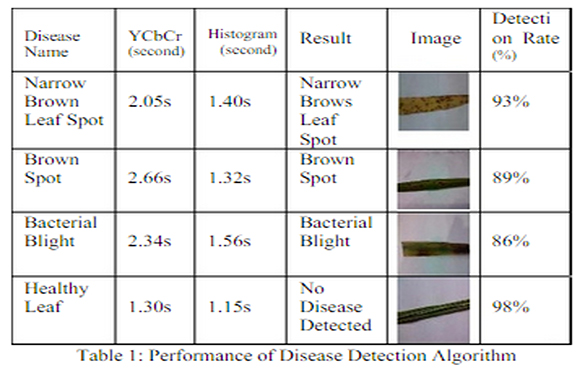 Disease Name YCbCr (second) Histogram (second) Result Image Detecti on Rate (%)
Narrow Brown Leaf Spot 2.05s 1.40s Narrow Brows Leaf Spot 93%
Brown Spot 2.66s 1.32s Brown Spot 89%
Bacterial Blight 2.34s 1.56s Bacterial Blight 86%
Healthy Leaf 1.30s 1.15s No Disease Detected 98%
Table 1: Performance of Disease Detection Algorithm